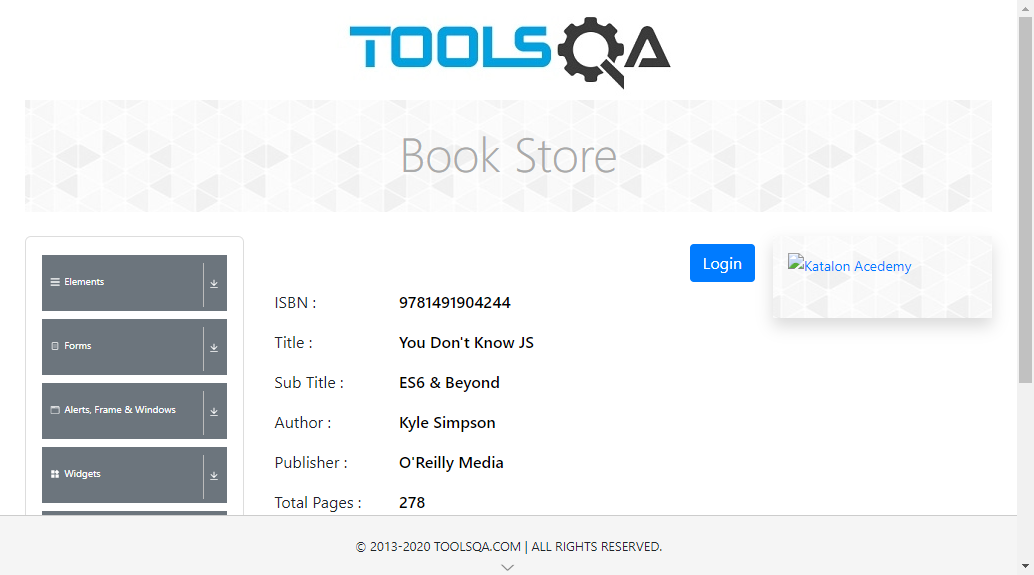 TOOLSQA
Book Store
Login
Katalon Acedemy
Elements
Forms
Alerts, Frame & Windows
Widgets
ISBN : 9781491904244
Title : You Don't Know JS
Sub Title : ES6 & Beyond
Author : Kyle Simpson
Publisher : O'Reilly Media
Total Pages : 278
© 2013-2020 TOOLSQA.COM | ALL RIGHTS RESERVED.